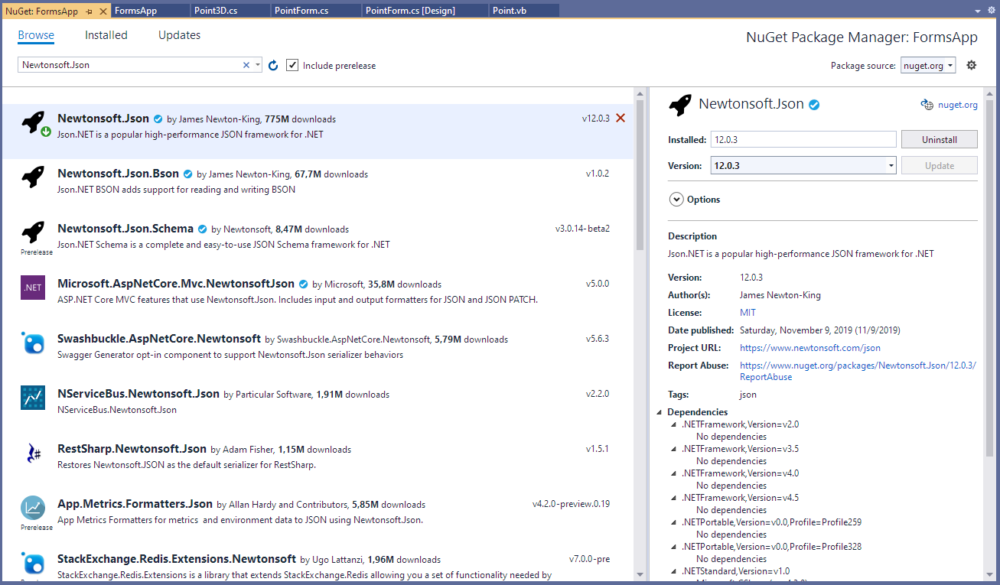 NuGet: FormsApp
FormsApp
Point3D.cs
PointForm.cs
PointForm.cs [Design]
Point.vb
Browse
Installed
Updates
NuGet Package Manager: FormsApp
Newtonsoft.Json
Include prerelease
Package source:
nuget.org
Newtonsoft.Json by James Newton-King, 775M downloads
v12.0.3
Json.NET is a popular high-performance JSON framework for .NET
Newtonsoft.Json.Bson by James Newton-King, 67,7M downloads
v1.0.2
Json.NET BSON adds support for reading and writing BSON
Newtonsoft.Json.Schema by Newtonsoft, 8,47M downloads
v3.0.14-beta2
Json.NET Schema is a complete and easy-to-use JSON Schema framework for .NET
Prerelease
.NET
Microsoft.AspNetCore.Mvc.NewtonsoftJson by Microsoft, 35,8M downloads
v5.0.0
ASP.NET Core MVC features that use Newtonsoft.Json. Includes input and output formatters for JSON and JSON PATCH.
Swashbuckle.AspNetCore.Newtonsoft by Swashbuckle.AspNetCore.Newtonsoft, 5,79M downloads
v5.6.3
Swagger Generator opt-in component to support Newtonsoft.Json serializer behaviors
NServiceBus.Newtonsoft.Json by Particular Software, 1,91M downloads
v2.2.0
NServiceBus.Newtonsoft.Json
RestSharp.Newtonsoft.Json by Adam Fisher, 1,15M downloads
v1.5.1
Restores Newtonsoft.JSON as the default serializer for RestSharp.
App.Metrics.Formatters.Json by Allan Hardy and Contributors, 5,85M downloads
v4.2.0-preview.0.19
App Metrics Formatters for metrics and environment data to JSON using Newtonsoft.Json.
Prerelease
StackExchange.Redis.Extensions.Newtonsoft by Ugo Lattanzi, 1,96M downloads
v7.0.0-pre
StackExchange.Redis.Extensions is a library that extends StackExchange.Redis allowing you a set of functionality needed by
Newtonsoft.Json
nuget.org
Installed: 12.0.3
Uninstall
Version: 12.0.3
Update
Options
Description
Json.NET is a popular high-performance JSON framework for .NET
Version: 12.0.3
Author(s): James Newton-King
License: MIT
Date published: Saturday, November 9, 2019 (11/9/2019)
Project URL: https://www.newtonsoft.com/json
Report Abuse: https://www.nuget.org/packages/Newtonsoft.Json/12.0.3/
ReportAbuse
Tags: json
Dependencies
.NETFramework,Version=v2.0
No dependencies
.NETFramework,Version=v3.5
No dependencies
.NETFramework,Version=v4.0
No dependencies
.NETFramework,Version=v4.5
No dependencies
.NETPortable,Version=v0.0,Profile=Profile259
No dependencies
.NETPortable,Version=v0.0,Profile=Profile328
No dependencies
.NETStandard,Version=v1.0